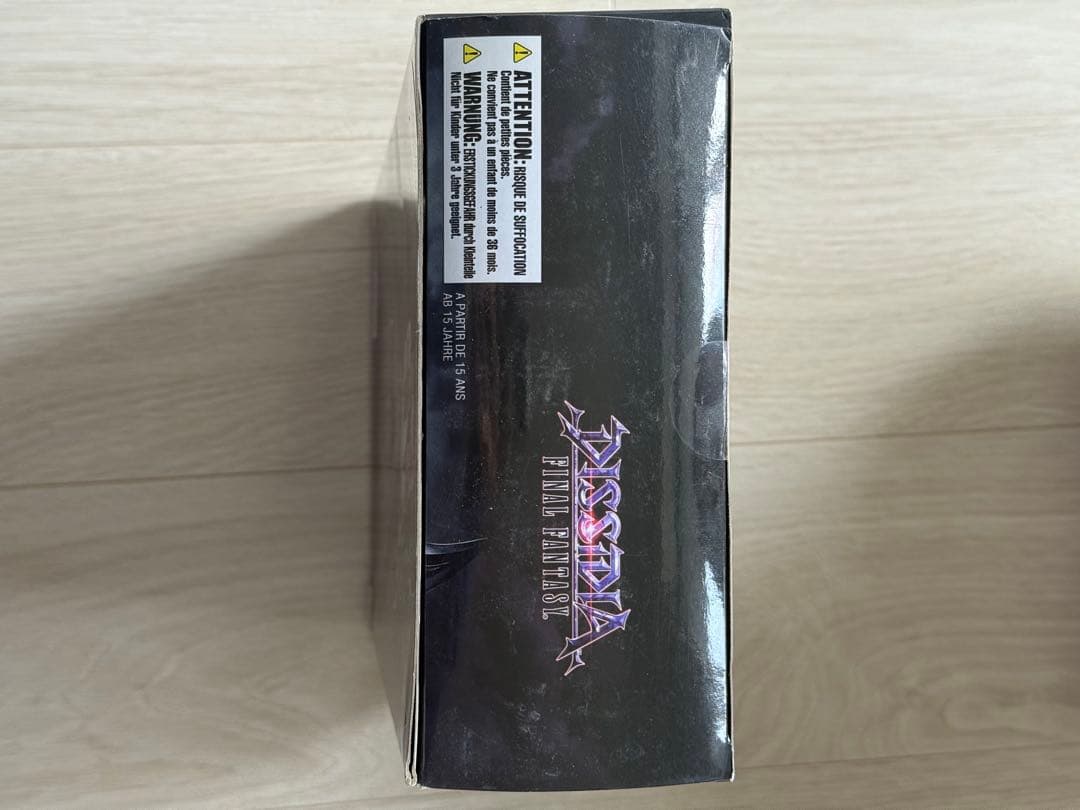 ATTENTION: RISQUE DE SUFFOCATION
Contient de petites pièces.
Ne convient pas à un enfant de moins de 36 mois.
WARNUNG: ERSTICKUNGSGEFAHR durch Kleinteile
Nicht für Kinder unter 3 Jahre geeignet.
A PARTIR DE 15 ANS
AB 15 JAHRE
DISSIDIA
FINAL FANTASY.